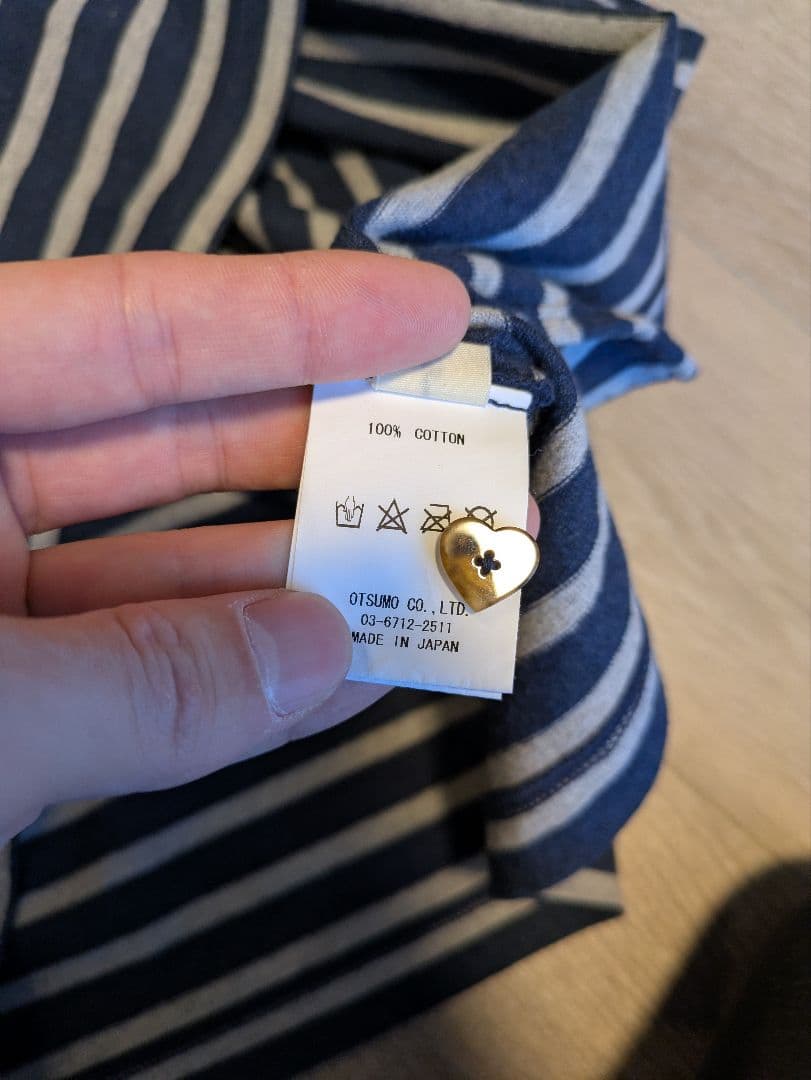 100% COTTON
OTSUMO CO.,LTD.
03-6712-2511
MADE IN JAPAN